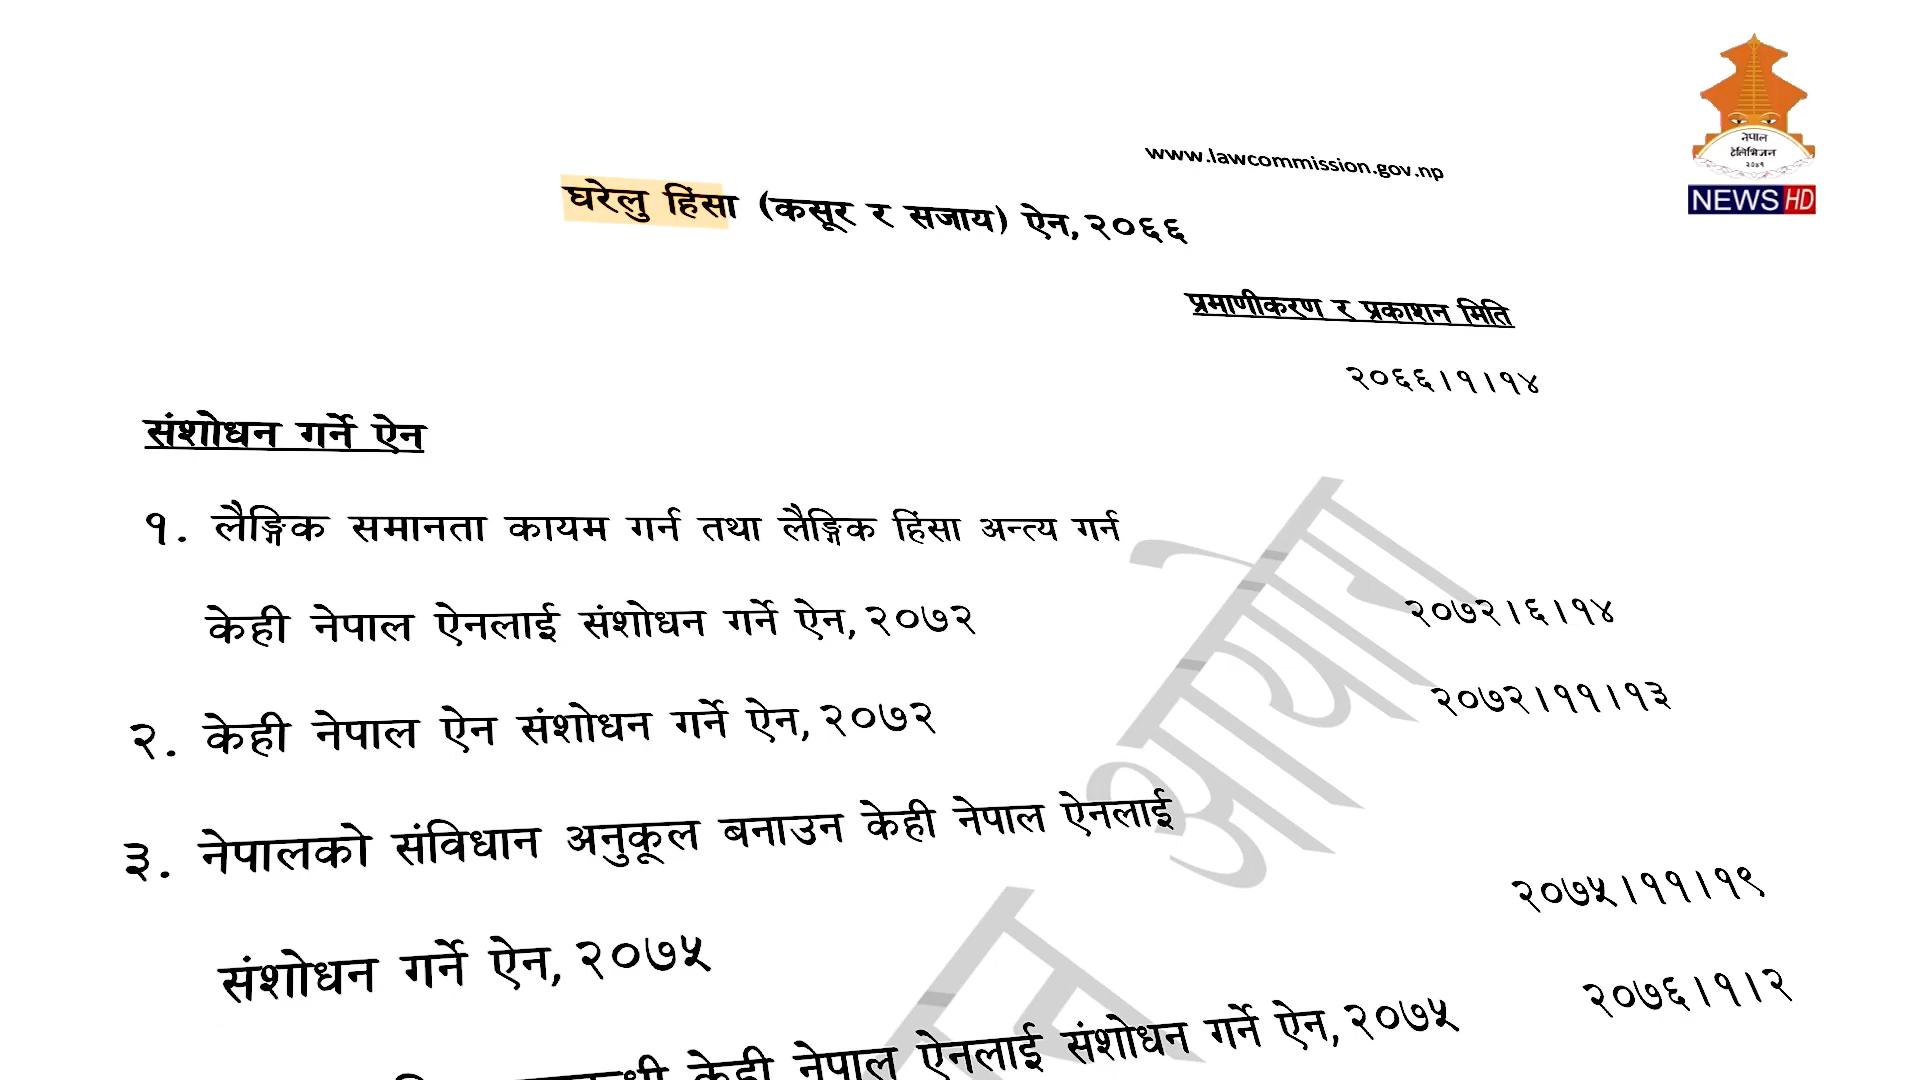 नेपाल
टेलिभिजन
२०४१
NEWS HD
www.lawcommission.gov.np
घरेलु हिंसा (कसूर र सजाय) ऐन, २०६६
प्रमाणीकरण र प्रकाशन मिति
२०६६।१।१४
संशोधन गर्ने ऐन
१. लैङ्गिक समानता कायम गर्न तथा लैङ्गिक हिंसा अन्त्य गर्न
केही नेपाल ऐनलाई संशोधन गर्ने ऐन, २०७२ २०७२।६।१४
२. केही नेपाल ऐन संशोधन गर्ने ऐन, २०७२ २०७२।११।१३
३. नेपालको संविधान अनुकूल बनाउन केही नेपाल ऐनलाई
संशोधन गर्ने ऐन, २०७५ २०७५।११।१९
केही नेपाल ऐनलाई संशोधन गर्ने ऐन, २०७५ २०७६।१।२
आयोग